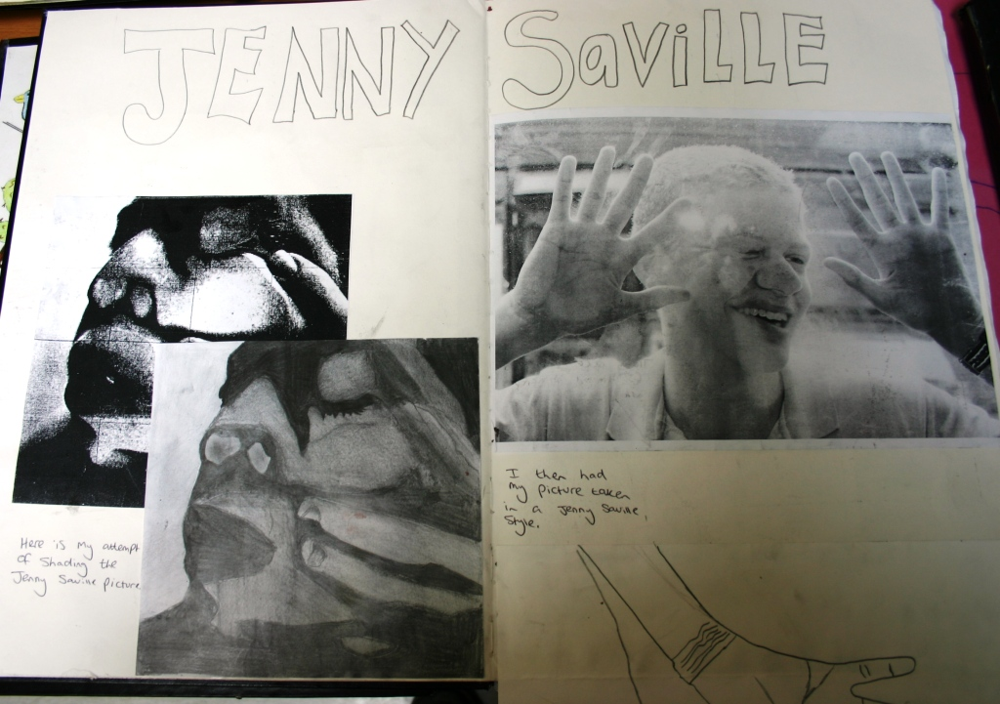 JENNY SaViLLE
Here is My attempt
of Shading the
Jenny Saville picture
I then had
My picture taken
in a Jenny Saville,
Style.